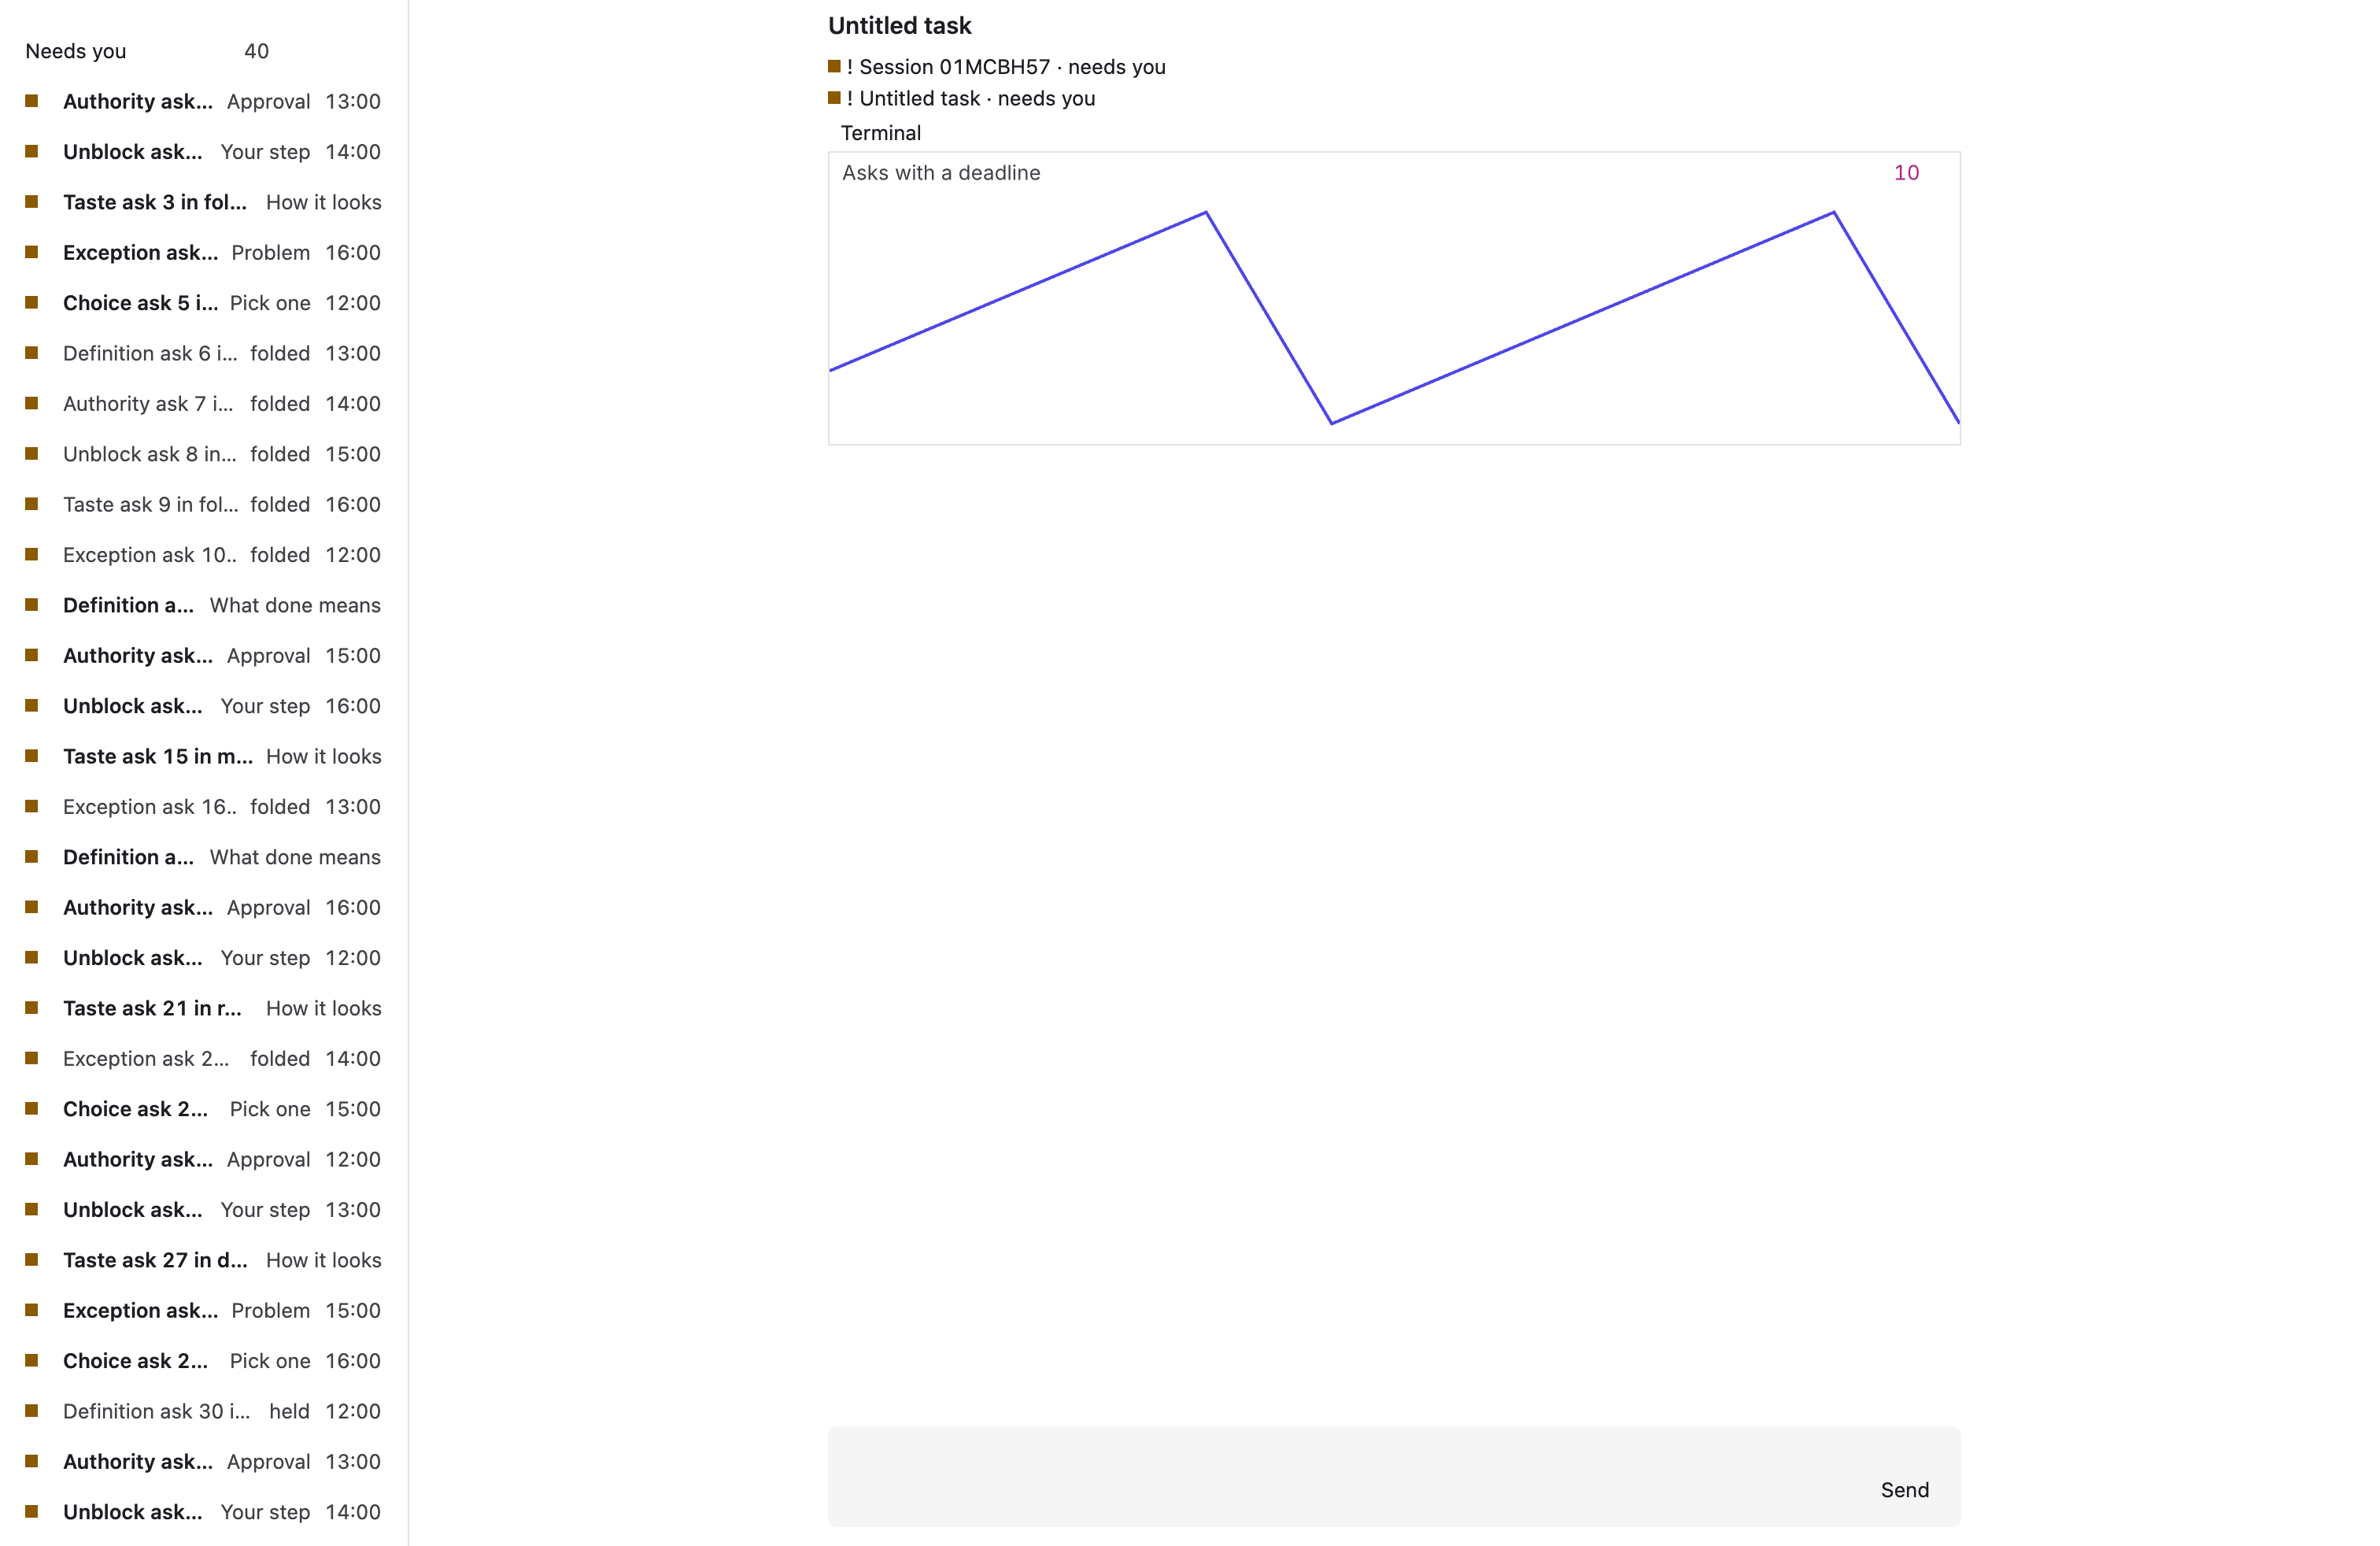 Needs you 40
Authority ask... Approval 13:00
Unblock ask... Your step 14:00
Taste ask 3 in fol... How it looks
Exception ask... Problem 16:00
Choice ask 5 i... Pick one 12:00
Definition ask 6 i... folded 13:00
Authority ask 7 i... folded 14:00
Unblock ask 8 in... folded 15:00
Taste ask 9 in fol... folded 16:00
Exception ask 10.. folded 12:00
Definition a... What done means
Authority ask... Approval 15:00
Unblock ask... Your step 16:00
Taste ask 15 in m... How it looks
Exception ask 16.. folded 13:00
Definition a... What done means
Authority ask... Approval 16:00
Unblock ask... Your step 12:00
Taste ask 21 in r... How it looks
Exception ask 2... folded 14:00
Choice ask 2... Pick one 15:00
Authority ask... Approval 12:00
Unblock ask... Your step 13:00
Taste ask 27 in d... How it looks
Exception ask... Problem 15:00
Choice ask 2... Pick one 16:00
Definition ask 30 i... held 12:00
Authority ask... Approval 13:00
Unblock ask... Your step 14:00
Untitled task
! Session 01MCBH57 · needs you
! Untitled task · needs you
Terminal
Asks with a deadline 10
Send